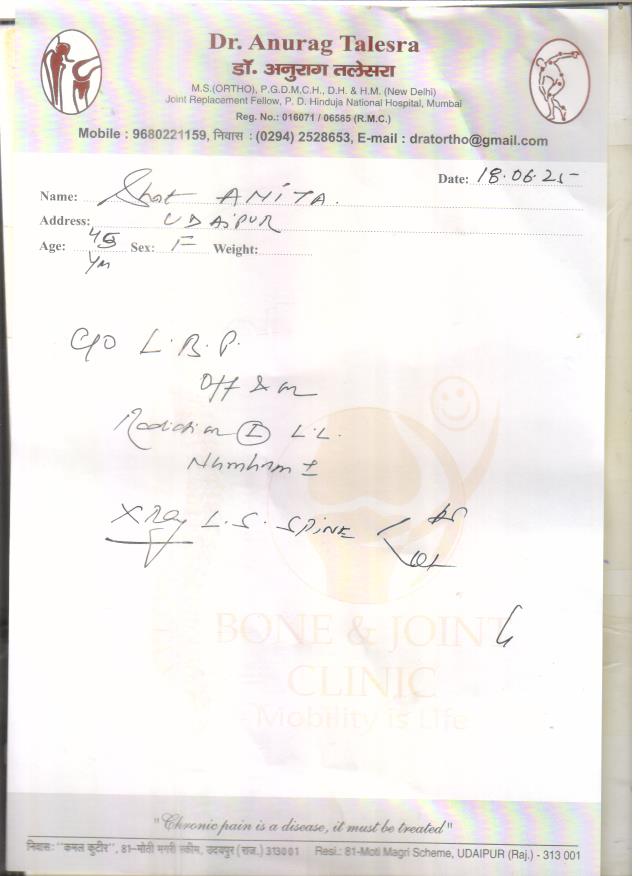 Dr. Anurag Talesra
डॉ. अनुराग तलेसरा
M.S.(ORTHO), P.G.D.M.C.H., D.H. & H.M. (New Delhi)
Joint Replacement Fellow, P. D. Hinduja National Hospital, Mumbai
Reg. No.: 016071 / 06585 (R.M.C.)
Mobile : 9680221159, निवास : (0294) 2528653, E-mail : dratortho@gmail.com
Date: 18.06.25
Name: ANITA.
Address: UDAIPUR
Age: 45 Sex: F Weight:
Yrs
C/O L.B.P.
Off & on
Radiation L.L.
Numbness ±
X Ray L.S. SPINE
AP
BONE & JOINT
CLINIC
Mobility is Life
"Chronic pain is a disease, it must be treated"
निवास: "कमल कुटीर", 81-मोती मगरी स्कीम, उदयपुर (राज.) 313001 Resi.: 81-Moti Magri Scheme, UDAIPUR (Raj.) - 313 001